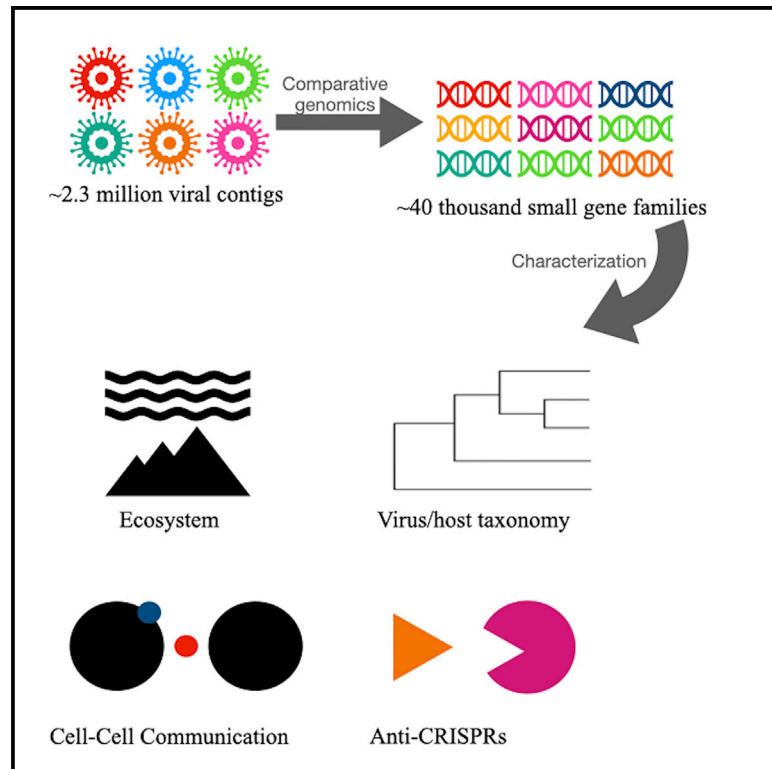 Comparative
genomics
~2.3 million viral contigs
~40 thousand small gene families
Characterization
Ecosystem
Virus/host taxonomy
Cell-Cell Communication
Anti-CRISPRs